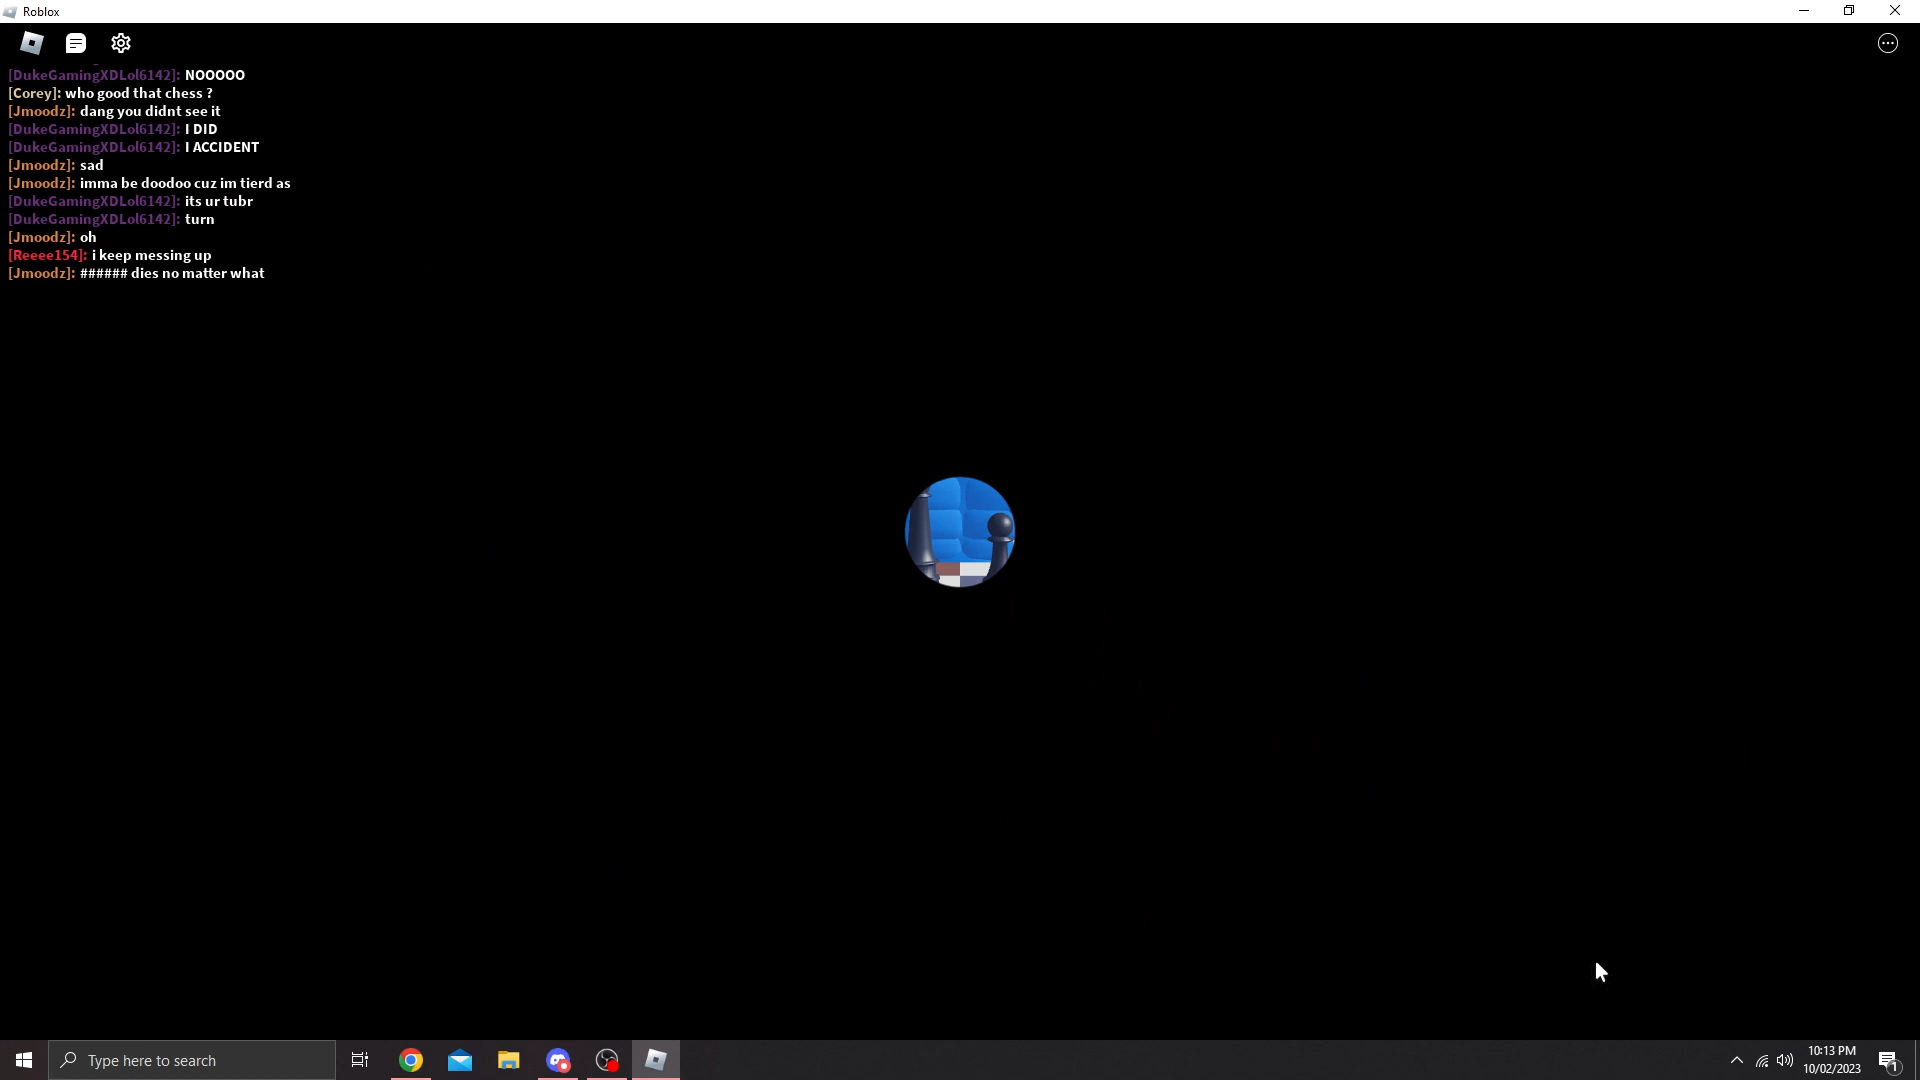 Roblox
[DukeGamingXDLol6142]: NOOOOO
[Corey]: who good that chess ?
[Jmoodz]: dang you didnt see it
[DukeGamingXDLol6142]: I DID
[DukeGamingXDLol6142]: I ACCIDENT
[Jmoodz]: sad
[Jmoodz]: imma be doodoo cuz im tierd as
[DukeGamingXDLol6142]: its ur tubr
[DukeGamingXDLol6142]: turn
[Jmoodz]: oh
[Reeee154]: i keep messing up
[Jmoodz]: ###### dies no matter what
Type here to search
10:13 PM
10/02/2023
1